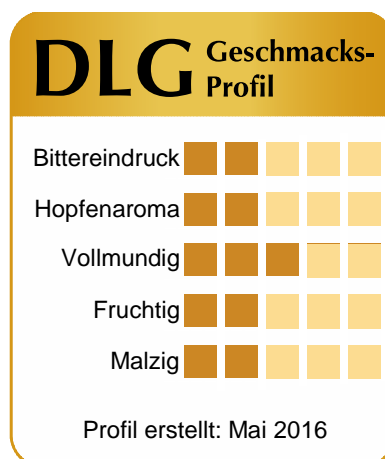 DLG Geschmacks-
Profil
Bittereindruck
Hopfenaroma
Vollmundig
Fruchtig
Malzig
Profil erstellt: Mai 2016